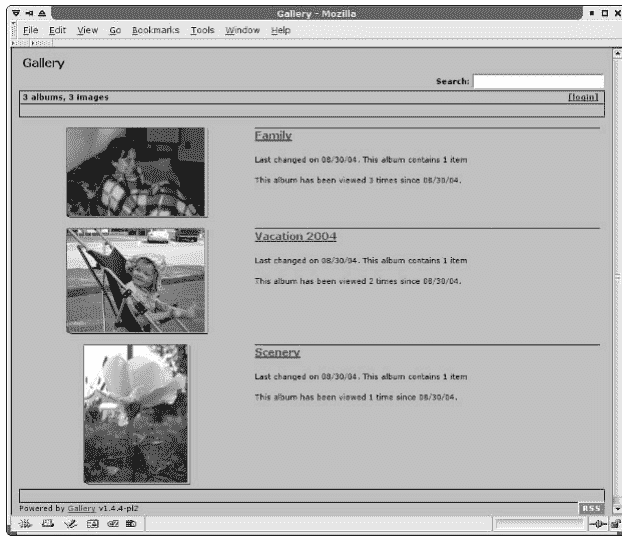 Gallery - Mozilla
File Edit View Go Bookmarks Tools Window Help
Gallery
Search:
3 albums, 3 images [login]
Family
Last changed on 08/30/04. This album contains 1 item
This album has been viewed 3 times since 08/30/04.
Vacation 2004
Last changed on 08/30/04. This album contains 1 item
This album has been viewed 2 times since 08/30/04.
Scenery
Last changed on 08/30/04. This album contains 1 item
This album has been viewed 1 time since 08/30/04.
Powered by Gallery v1.4.4-pl2 RSS